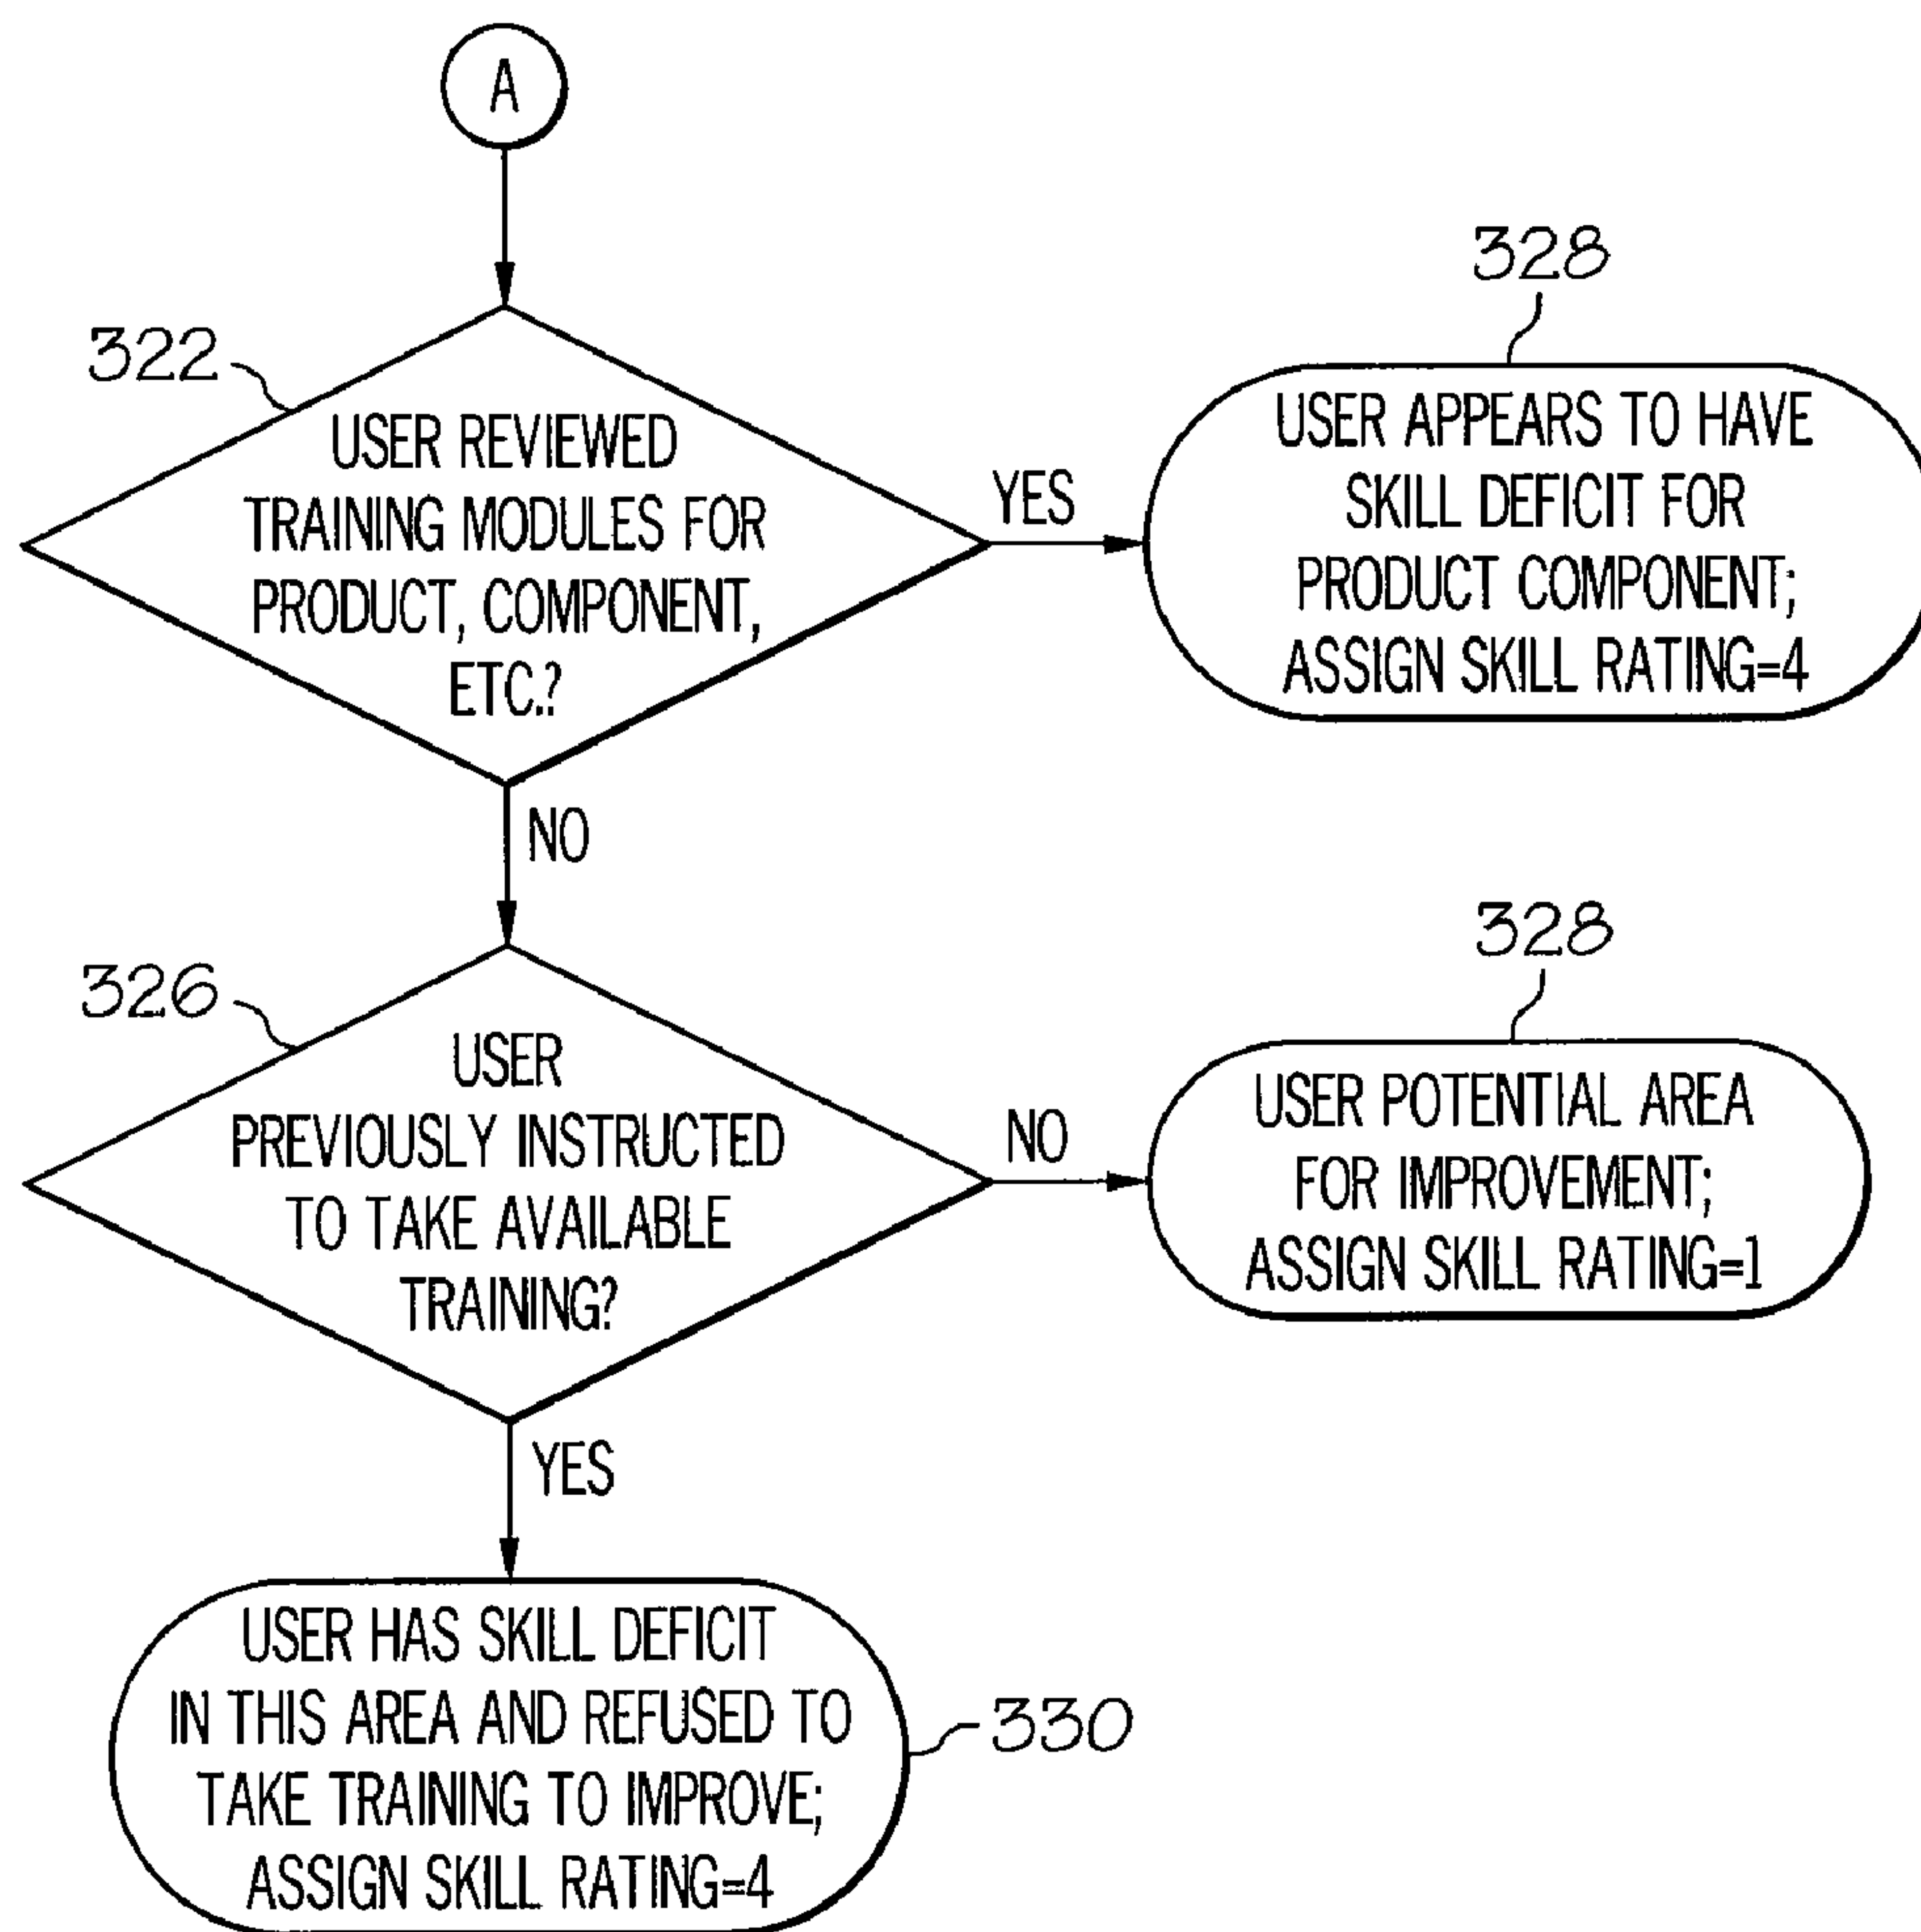 A
322
USER REVIEWED
TRAINING MODULES FOR
PRODUCT, COMPONENT,
ETC.?
YES
328
USER APPEARS TO HAVE
SKILL DEFICIT FOR
PRODUCT COMPONENT;
ASSIGN SKILL RATING=4
NO
326
USER
PREVIOUSLY INSTRUCTED
TO TAKE AVAILABLE
TRAINING?
NO
328
USER POTENTIAL AREA
FOR IMPROVEMENT;
ASSIGN SKILL RATING=1
YES
USER HAS SKILL DEFICIT
IN THIS AREA AND REFUSED TO
TAKE TRAINING TO IMPROVE;
ASSIGN SKILL RATING=4
330